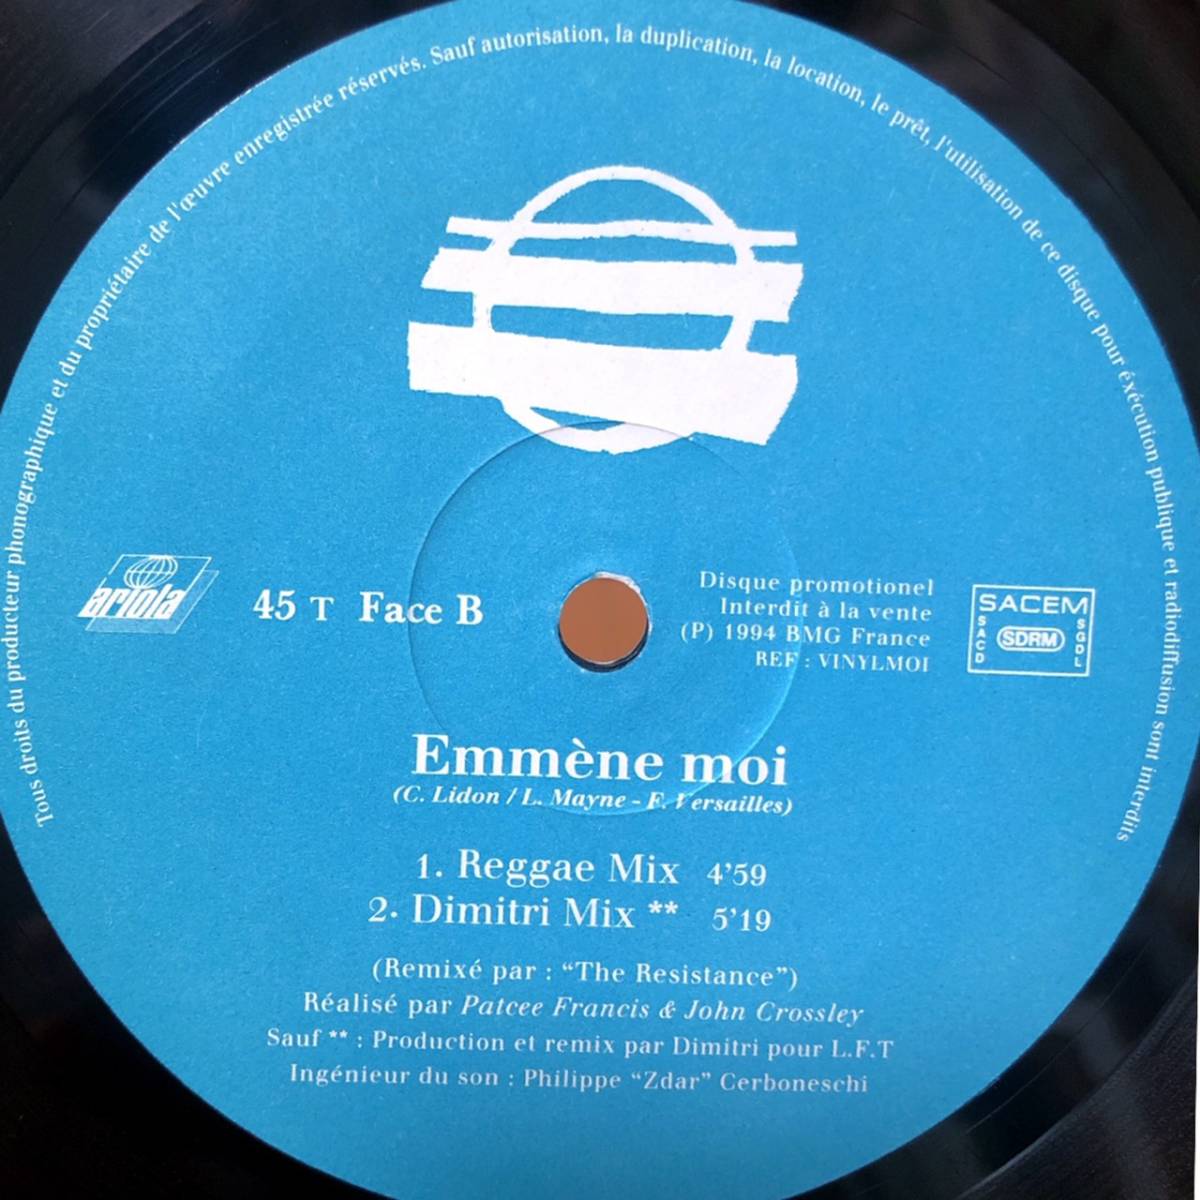 Tous droits du producteur phonographique et du propriétaire de l'œuvre enregistrée réservés. Sauf autorisation, la duplication, la location, le prêt, l'utilisation de ce disque pour éxécution publique et radiodiffusion sont interdits
ariola
45 T Face B
Disque promotionel
Interdit à la vente
(P) 1994 BMG France
REF : VINYLMOI
SACEM
SACD
SDRM
SGDL
Emmène moi
(C. Lidon / L. Mayne - F. Versailles)
1. Reggae Mix 4'59
2. Dimitri Mix ** 5'19
(Remixé par : “The Resistance”)
Réalisé par Patcee Francis & John Crossley
Sauf ** : Production et remix par Dimitri pour L.F.T
Ingénieur du son : Philippe “Zdar” Cerboneschi